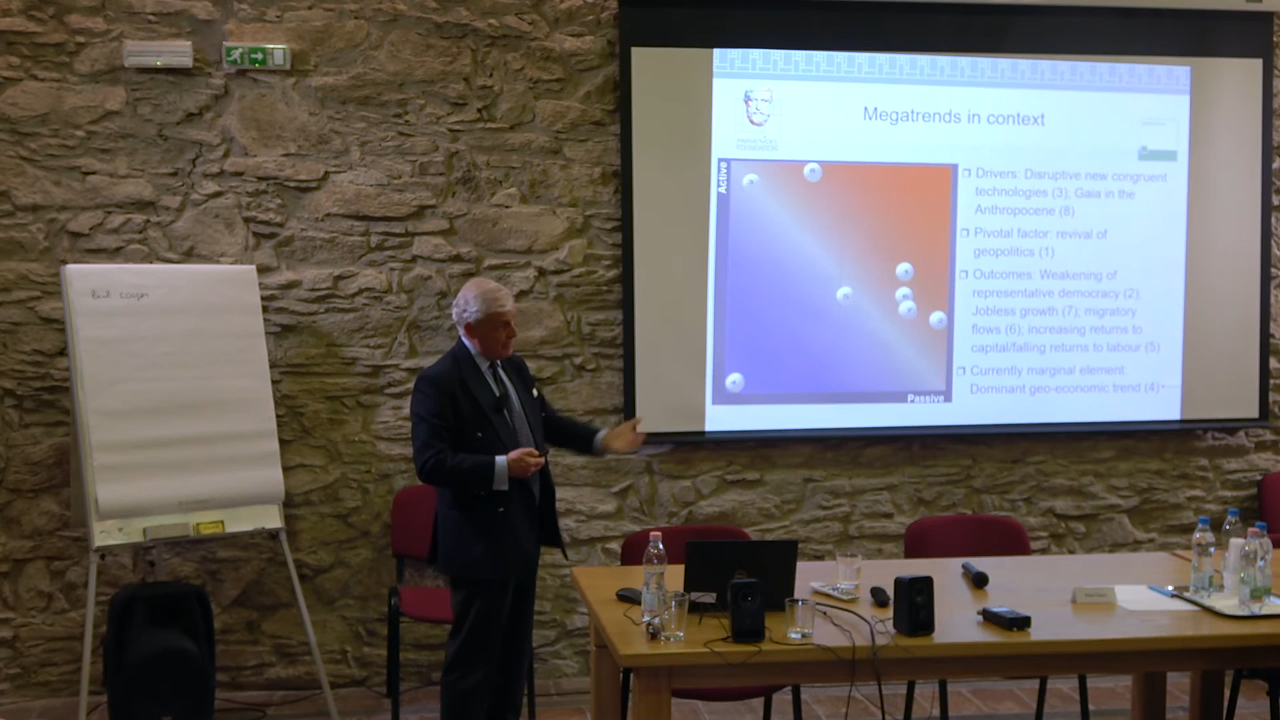 Megatrends in context
Active
Passive
❒ Drivers: Disruptive new congruent
technologies (3); Gaia in the
Anthropocene (8)
❒ Pivotal factor: revival of
geopolitics (1)
❒ Outcomes: Weakening of
representative democracy (2);
Jobless growth (7); migratory
flows (6); increasing returns to
capital/falling returns to labour (5)
❒ Currently marginal element:
Dominant geo-economic trend (4)